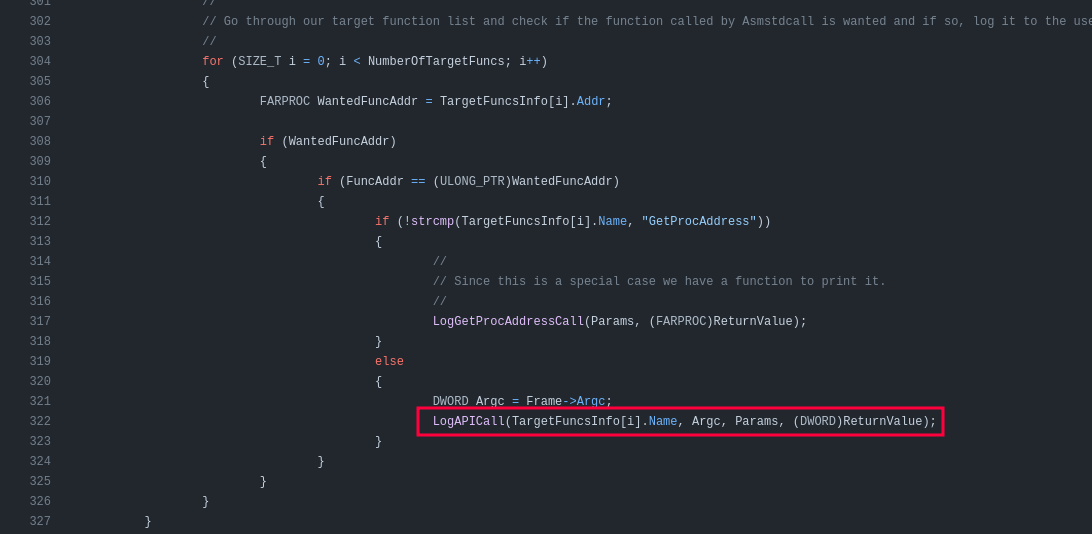 301 //
302 // Go through our target function list and check if the function called by Asmstdcall is wanted and if so, log it to the use
303 //
304 for (SIZE_T i = 0; i < NumberOfTargetFuncs; i++)
305 {
306 FARPROC WantedFuncAddr = TargetFuncsInfo[i].Addr;
307
308 if (WantedFuncAddr)
309 {
310 if (FuncAddr == (ULONG_PTR)WantedFuncAddr)
311 {
312 if (!strcmp(TargetFuncsInfo[i].Name, "GetProcAddress"))
313 {
314 //
315 // Since this is a special case we have a function to print it.
316 //
317 LogGetProcAddressCall(Params, (FARPROC)ReturnValue);
318 }
319 else
320 {
321 DWORD Argc = Frame->Argc;
322 LogAPICall(TargetFuncsInfo[i].Name, Argc, Params, (DWORD)ReturnValue);
323 }
324 }
325 }
326 }
327 }